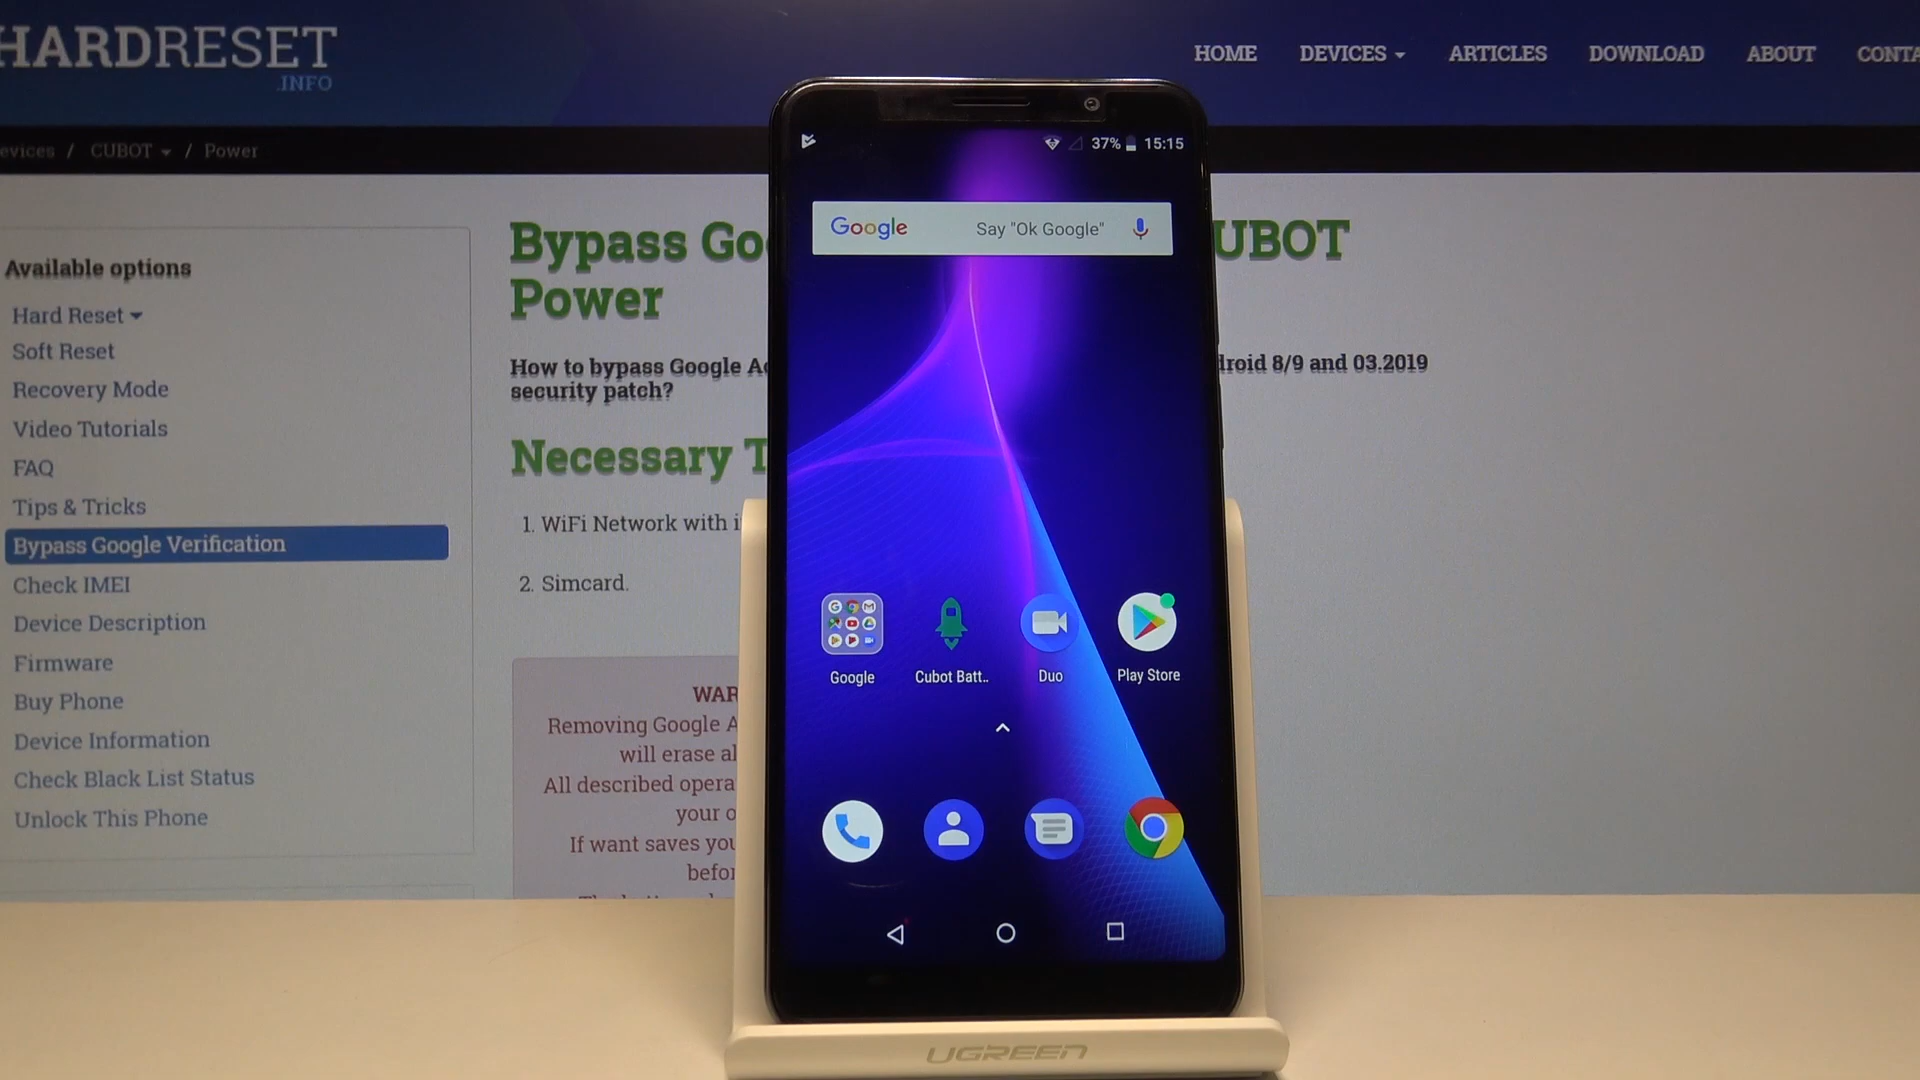 HARDRESET
.INFO
HOME DEVICES ARTICLES DOWNLOAD ABOUT CONTA
evices / CUBOT / Power
Available options
Hard Reset
Soft Reset
Recovery Mode
Video Tutorials
FAQ
Tips & Tricks
Bypass Google Verification
Check IMEI
Device Description
Firmware
Buy Phone
Device Information
Check Black List Status
Unlock This Phone
Bypass Go UBOT
Power
How to bypass Google Ac droid 8/9 and 03.2019
security patch?
Necessary T
1. WiFi Network with i
2. Simcard.
WAR
Removing Google A
will erase al
All described opera
your o
If want saves you
befor
37% 15:15
Google Say "Ok Google"
Google Cubot Batt.. Duo Play Store
UGREEN